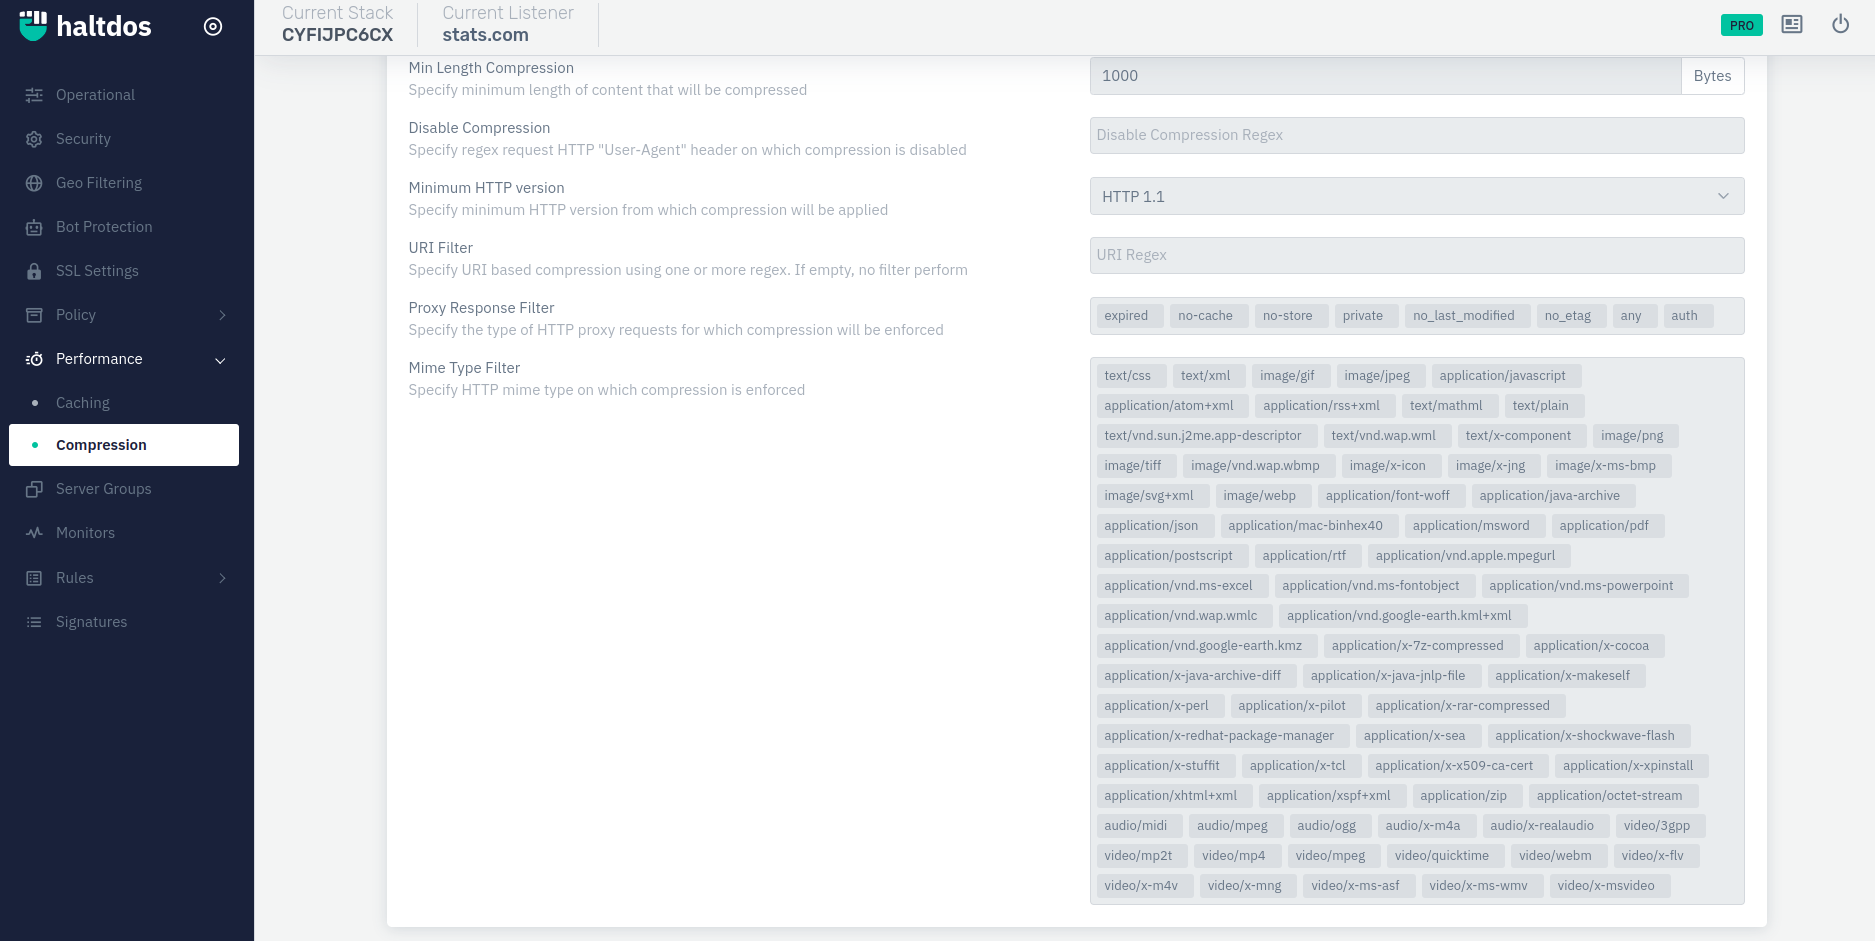 haltdos
Current Stack
CYFIJPC6CX
Current Listener
stats.com
PRO
Operational
Security
Geo Filtering
Bot Protection
SSL Settings
Policy
Performance
Caching
Compression
Server Groups
Monitors
Rules
Signatures
Min Length Compression
Specify minimum length of content that will be compressed
1000 Bytes
Disable Compression
Specify regex request HTTP "User-Agent" header on which compression is disabled
Disable Compression Regex
Minimum HTTP version
Specify minimum HTTP version from which compression will be applied
HTTP 1.1
URI Filter
Specify URI based compression using one or more regex. If empty, no filter perform
URI Regex
Proxy Response Filter
Specify the type of HTTP proxy requests for which compression will be enforced
expired no-cache no-store private no_last_modified no_etag any auth
Mime Type Filter
Specify HTTP mime type on which compression is enforced
text/css text/xml image/gif image/jpeg application/javascript
application/atom+xml application/rss+xml text/mathml text/plain
text/vnd.sun.j2me.app-descriptor text/vnd.wap.wml text/x-component image/png
image/tiff image/vnd.wap.wbmp image/x-icon image/x-jng image/x-ms-bmp
image/svg+xml image/webp application/font-woff application/java-archive
application/json application/mac-binhex40 application/msword application/pdf
application/postscript application/rtf application/vnd.apple.mpegurl
application/vnd.ms-excel application/vnd.ms-fontobject application/vnd.ms-powerpoint
application/vnd.wap.wmlc application/vnd.google-earth.kml+xml
application/vnd.google-earth.kmz application/x-7z-compressed application/x-cocoa
application/x-java-archive-diff application/x-java-jnlp-file application/x-makeself
application/x-perl application/x-pilot application/x-rar-compressed
application/x-redhat-package-manager application/x-sea application/x-shockwave-flash
application/x-stuffit application/x-tcl application/x-x509-ca-cert application/x-xpinstall
application/xhtml+xml application/xspf+xml application/zip application/octet-stream
audio/midi audio/mpeg audio/ogg audio/x-m4a audio/x-realaudio video/3gpp
video/mp2t video/mp4 video/mpeg video/quicktime video/webm video/x-flv
video/x-m4v video/x-mng video/x-ms-asf video/x-ms-wmv video/x-msvideo